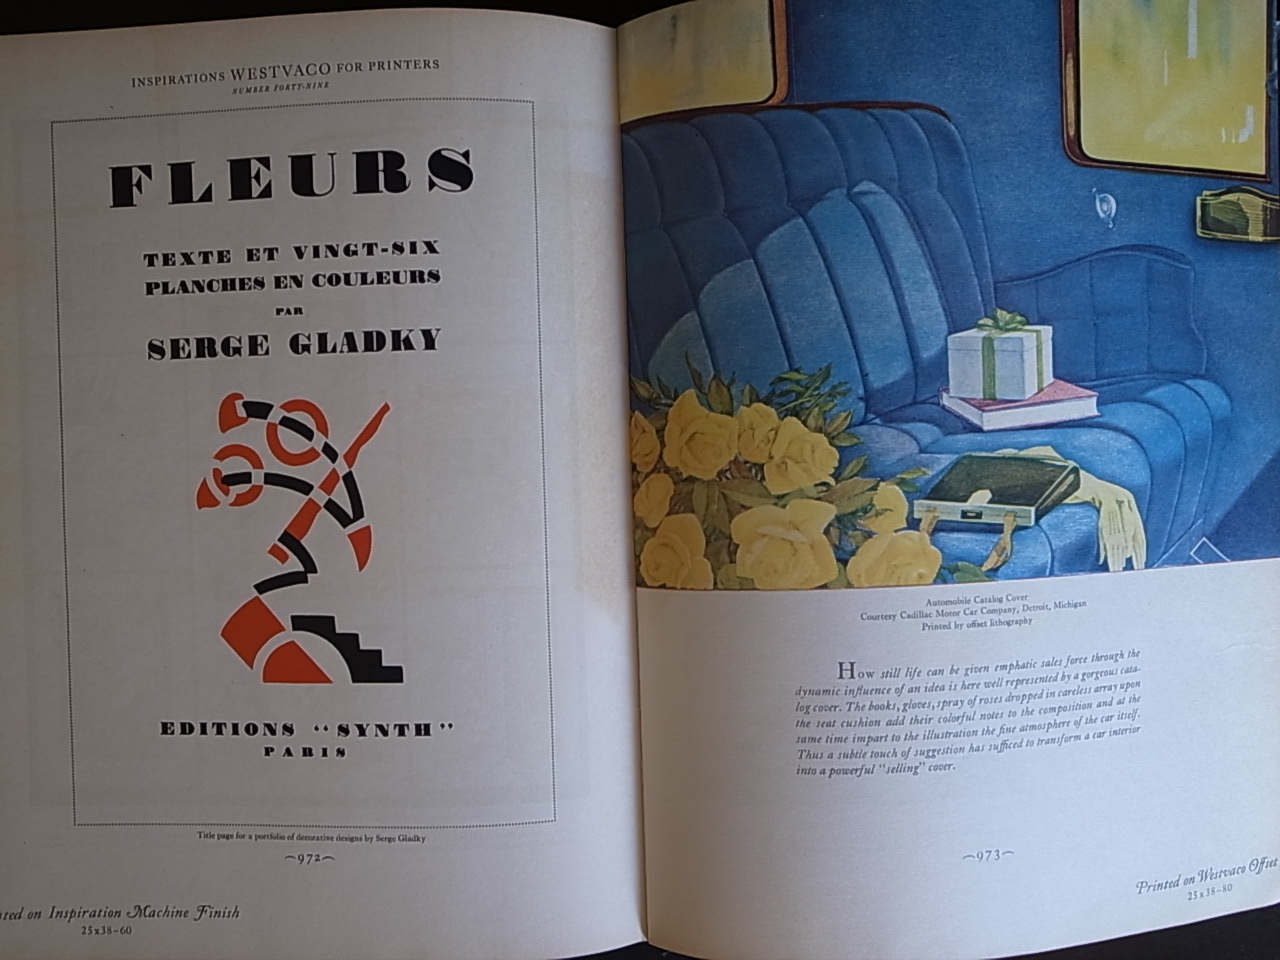 INSPIRATIONS WESTVACO FOR PRINTERS
NUMBER FORTY-NINE
FLEURS
TEXTE ET VINGT-SIX
PLANCHES EN COULEURS
PAR
SERGE GLADKY
EDITIONS “SYNTH”
PARIS
Title page for a portfolio of decorative designs by Serge Gladky
972
on Inspiration Machine Finish
25x38-60
Automobile Catalog Cover
Courtesy Cadillac Motor Car Company, Detroit, Michigan
Printed by offset lithography
How still life can be given emphatic sales force through the
dynamic influence of an idea is here well represented by a gorgeous cata-
log cover. The books, gloves, spray of roses dropped in careless array upon
the seat cushion add their colorful notes to the composition and at the
same time impart to the illustration the fine atmosphere of the car itself.
Thus a subtle touch of suggestion has sufficed to transform a car interior
into a powerful “selling” cover.
973
Printed on Westvaco Offset
25x38-80